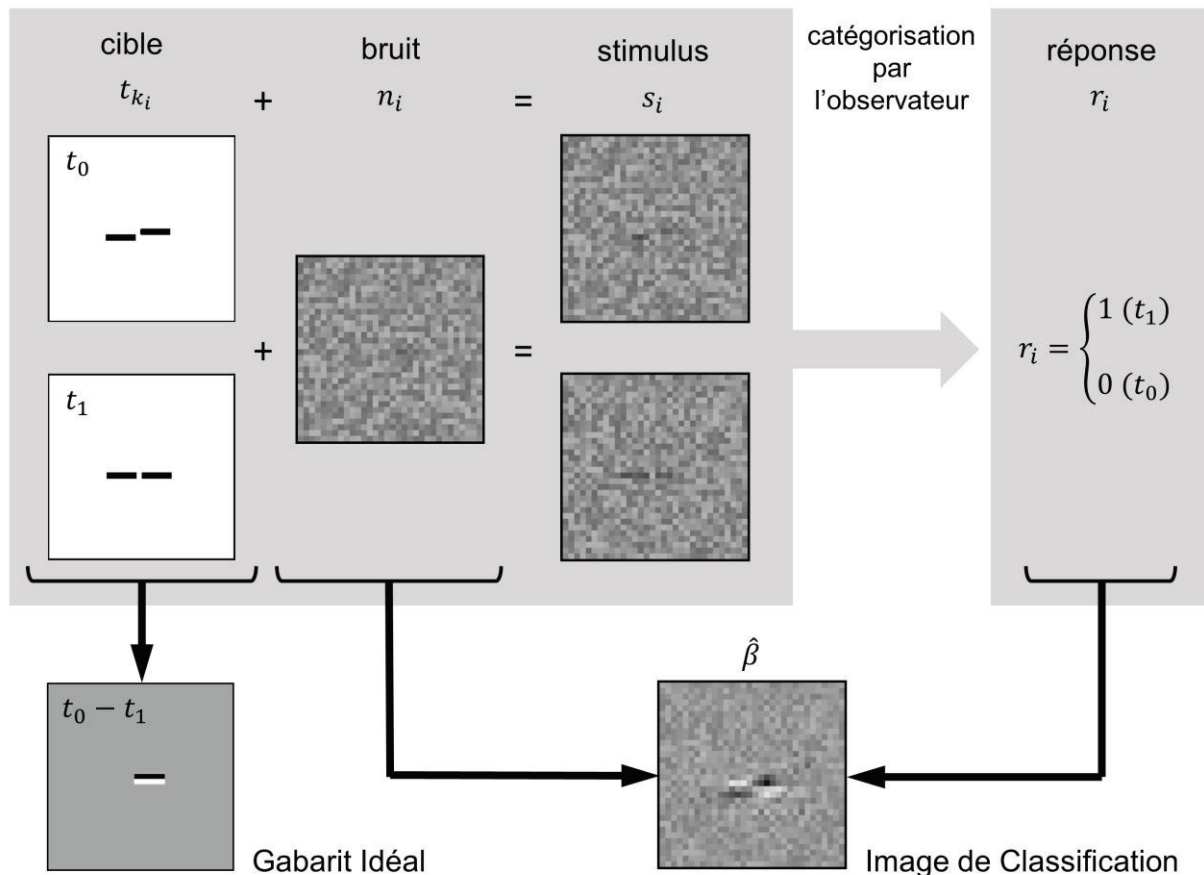 cible
bruit
stimulus
catégorisation
par
l’observateur
réponse
t_{k_i} + n_i = s_i
r_i
t_0
+ =
t_1
r_i = { 1 (t_1)
0 (t_0)
β̂
t_0 − t_1
Gabarit Idéal
Image de Classification